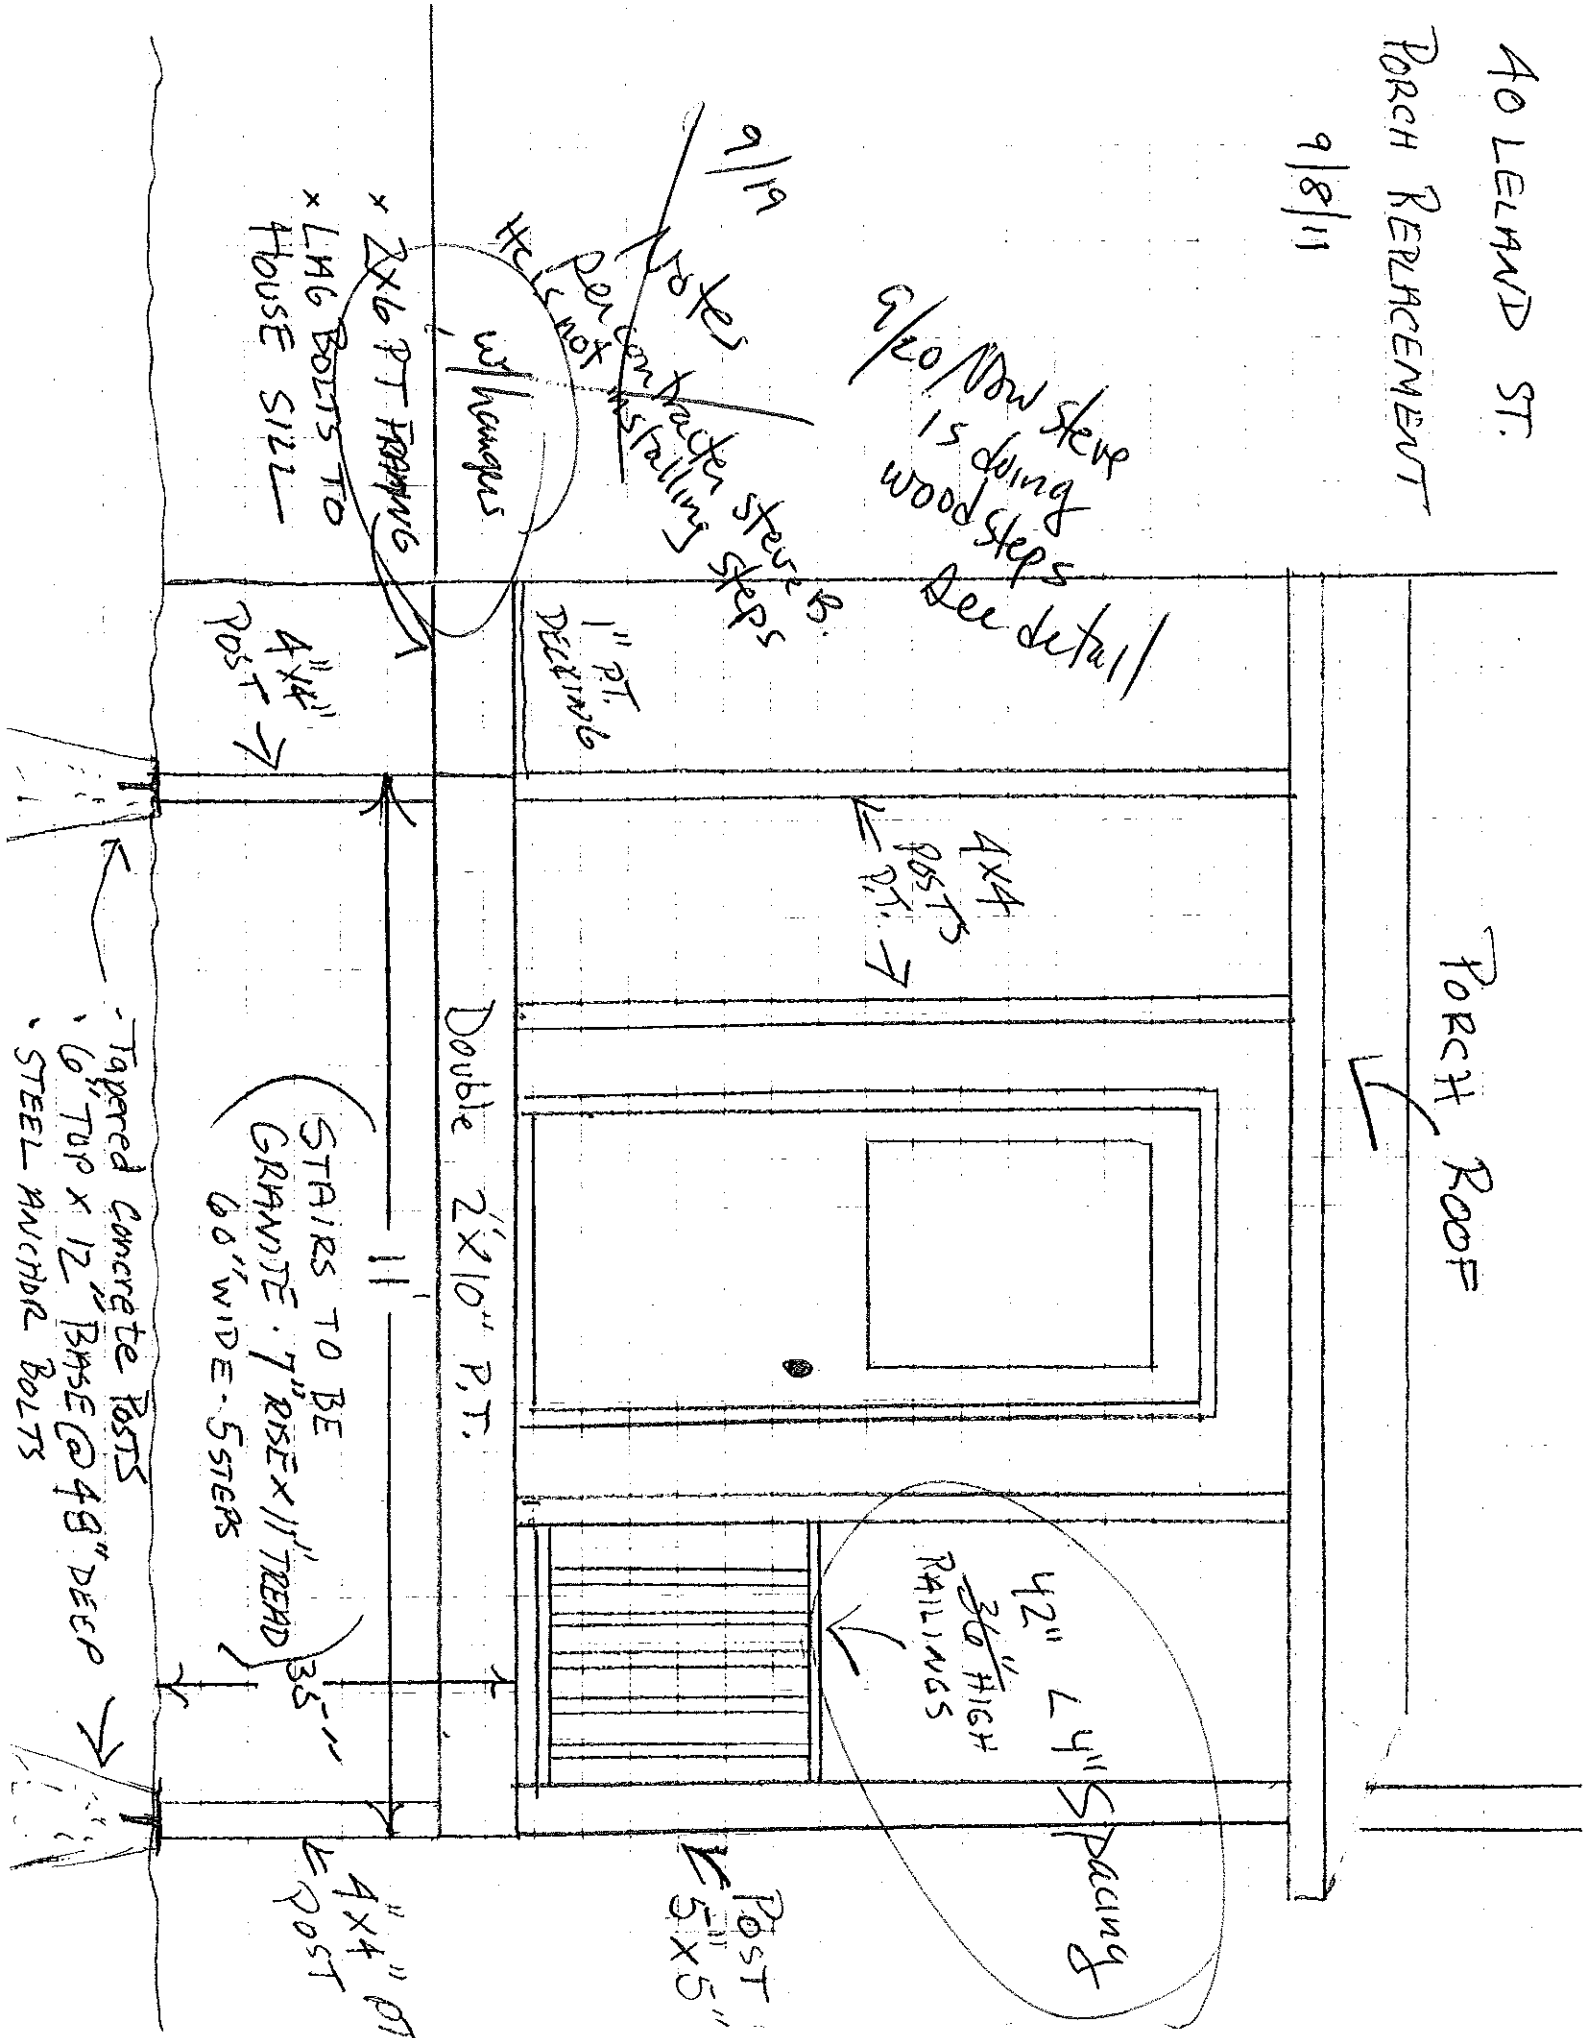 40 LELAND ST.
PORCH REPLACEMENT
9/8/11
PORCH ROOF
9/20 Now steve
is doing
wood steps
See detail
9/19
Notes
per contracter steve B.
He is not installing steps
w/hangers
x 2x6 PT FRAMING
x LAG BOLTS TO
HOUSE SILL
1" PT.
DECKING
4"x4"
POST
4x4
POSTS
P.T.
42" L 4" Spacing
36" HIGH
RAILINGS
POST
5"x5"
Double 2"x10" P.T.
11'
STAIRS TO BE
GRANITE · 7" RISE x 11" TREAD
60" WIDE - 5 STEPS
35"
4"x4" PT
POST
- Tapered Concrete Posts
· 6" TOP x 12" BASE @ 48" DEEP
· STEEL ANCHOR BOLTS